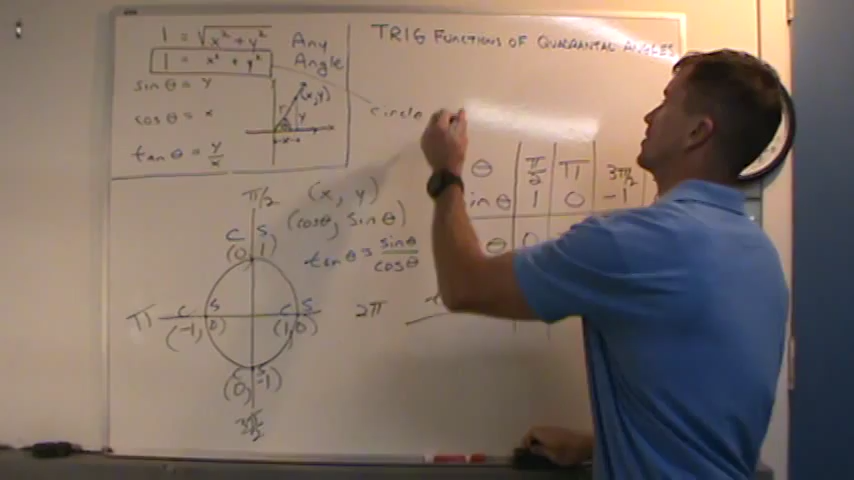 1 = √x² + y²
Any
Angle
1 = x² + y²
sin θ = y
cos θ = x
tan θ = y/x
(x, y)
r
y
x
TRIG FUNCTIONS OF QUADRANTAL ANGLES
circle
θ π/2 π 3π/2
in θ 1 0 -1
θ 0
(x, y)
(cos θ, sin θ)
tan θ = sin θ/cos θ
π/2
C S
(0, 1)
π
C S
(-1, 0)
C S
(1, 0)
2π
C S
(0, -1)
3π/2